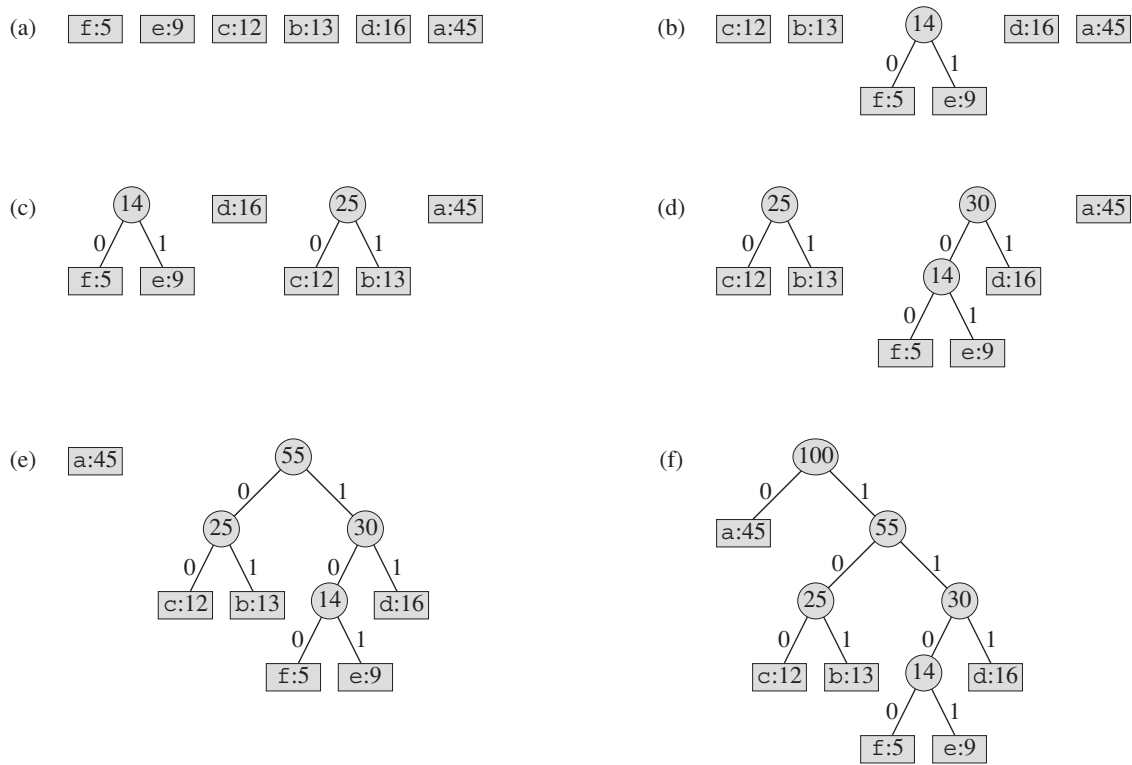 (a) f:5 e:9 c:12 b:13 d:16 a:45
(b) c:12 b:13 14 d:16 a:45
0 1
f:5 e:9
(c) 14 d:16 25 a:45
0 1 0 1
f:5 e:9 c:12 b:13
(d) 25 30 a:45
0 1 0 1
c:12 b:13 14 d:16
0 1
f:5 e:9
(e) a:45 55
0 1
25 30
0 1 0 1
c:12 b:13 14 d:16
0 1
f:5 e:9
(f) 100
0 1
a:45 55
0 1
25 30
0 1 0 1
c:12 b:13 14 d:16
0 1
f:5 e:9